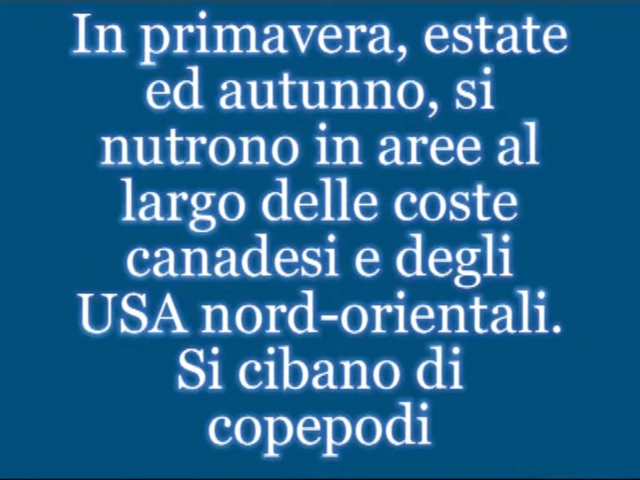 In primavera, estate
ed autunno, si
nutrono in aree al
largo delle coste
canadesi e degli
USA nord-orientali.
Si cibano di
copepodi